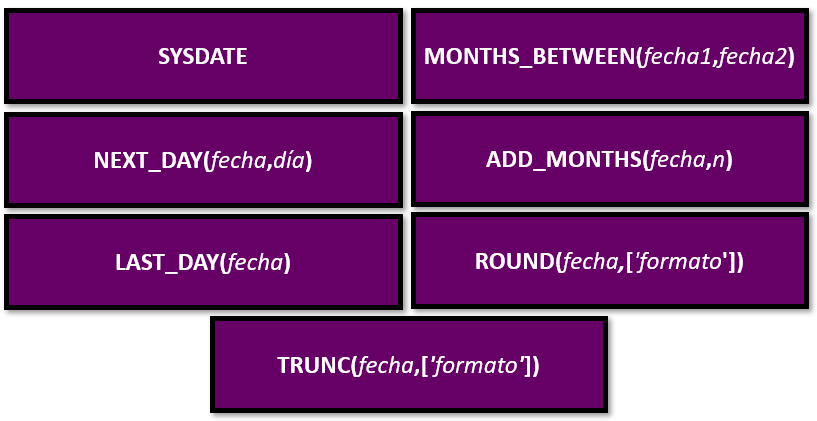 SYSDATE
MONTHS_BETWEEN(fecha1,fecha2)
NEXT_DAY(fecha,día)
ADD_MONTHS(fecha,n)
LAST_DAY(fecha)
ROUND(fecha,['formato'])
TRUNC(fecha,['formato'])